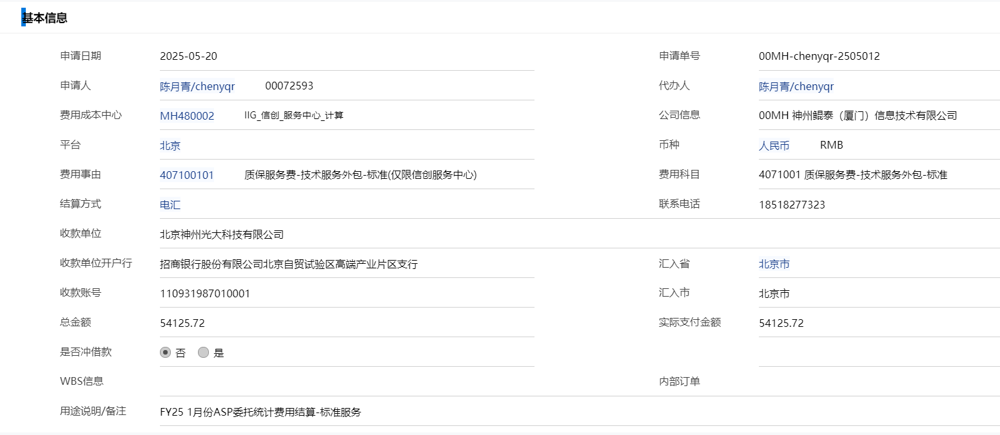 基本信息
申请日期 2025-05-20 申请单号 00MH-chenyqr-2505012
申请人 陈月青/chenyqr 00072593 代办人 陈月青/chenyqr
费用成本中心 MH480002 IIG_信创_服务中心_计算 公司信息 00MH 神州鲲泰（厦门）信息技术有限公司
平台 北京 币种 人民币 RMB
费用事由 407100101 质保服务费-技术服务外包-标准(仅限信创服务中心) 费用科目 4071001 质保服务费-技术服务外包-标准
结算方式 电汇 联系电话 18518277323
收款单位 北京神州光大科技有限公司
收款单位开户行 招商银行股份有限公司北京自贸试验区高端产业片区支行 汇入省 北京市
收款账号 110931987010001 汇入市 北京市
总金额 54125.72 实际支付金额 54125.72
是否冲借款 否 是
WBS信息 内部订单
用途说明/备注 FY25 1月份ASP委托统计费用结算-标准服务